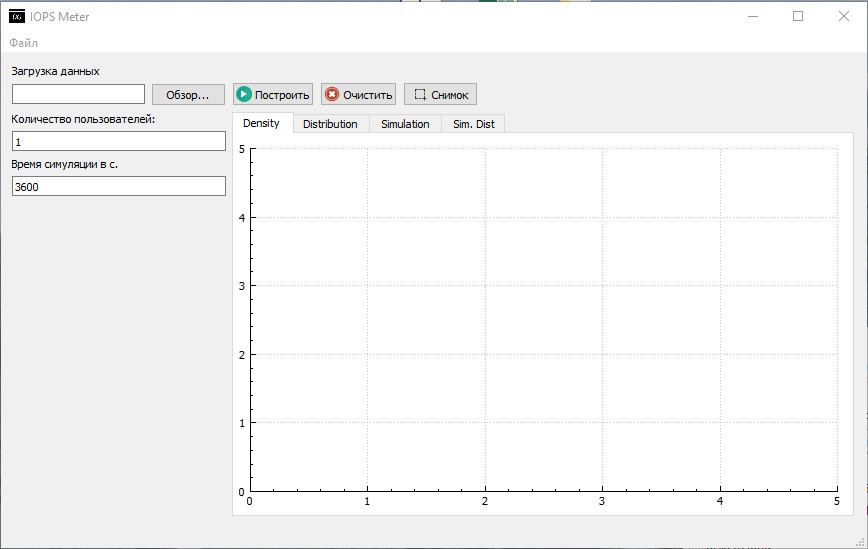 IOPS Meter
Файл
Загрузка данных
Обзор... Построить Очистить Снимок
Количество пользователей:
1
Время симуляции в с.
3600
Density Distribution Simulation Sim. Dist
5
4
3
2
1
0
0 1 2 3 4 5